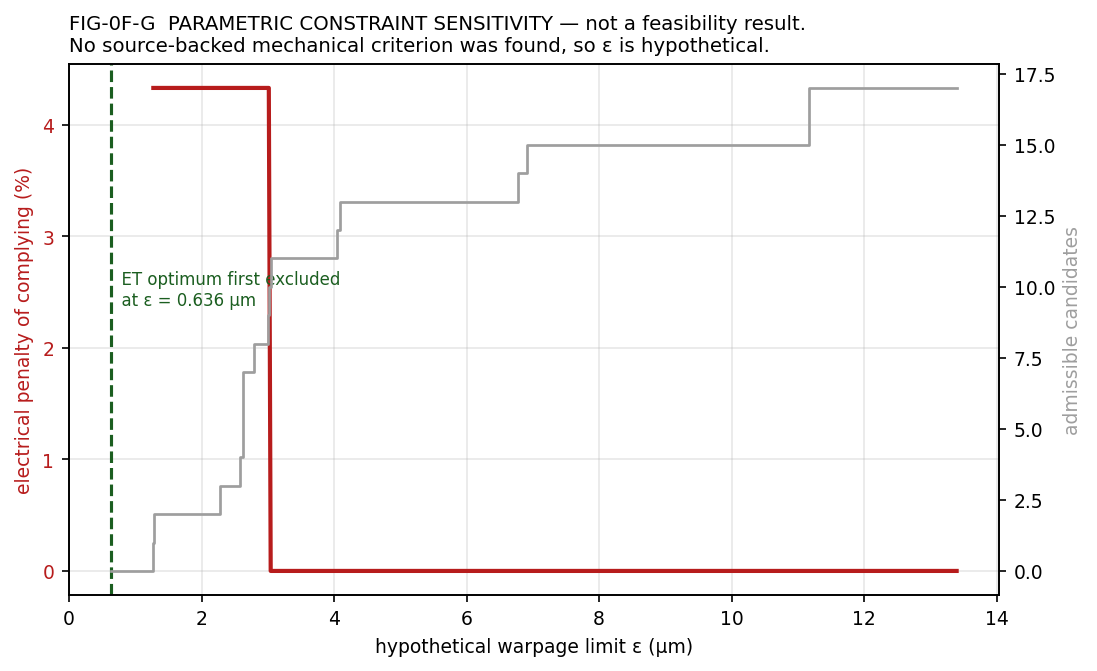 FIG-0F-G  PARAMETRIC CONSTRAINT SENSITIVITY — not a feasibility result.
No source-backed mechanical criterion was found, so ε is hypothetical.
electrical penalty of complying (%)
4
3
2
1
0
ET optimum first excluded
at ε = 0.636 μm
17.5
15.0
12.5
10.0
7.5
5.0
2.5
0.0
admissible candidates
0 2 4 6 8 10 12 14
hypothetical warpage limit ε (μm)